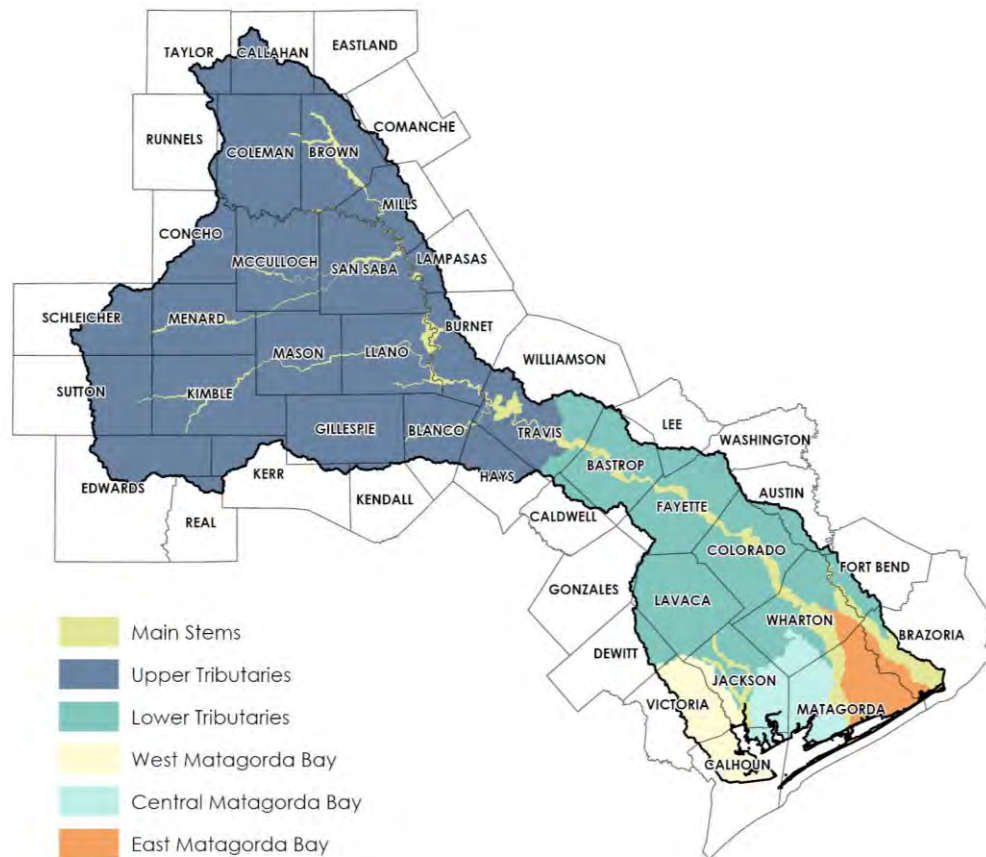 TAYLOR
CALLAHAN
EASTLAND
RUNNELS
COLEMAN
BROWN
COMANCHE
MILLS
CONCHO
MCCULLOCH
SAN SABA
LAMPASAS
SCHLEICHER
MENARD
BURNET
MASON
LLANO
WILLIAMSON
SUTTON
KIMBLE
GILLESPIE
BLANCO
TRAVIS
LEE
WASHINGTON
EDWARDS
KERR
HAYS
BASTROP
REAL
KENDALL
CALDWELL
FAYETTE
AUSTIN
COLORADO
FORT BEND
GONZALES
LAVACA
WHARTON
BRAZORIA
DEWITT
JACKSON
VICTORIA
MATAGORDA
CALHOUN
Main Stems
Upper Tributaries
Lower Tributaries
West Matagorda Bay
Central Matagorda Bay
East Matagorda Bay